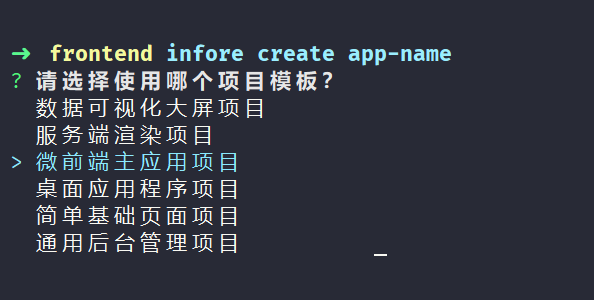 ➜ frontend infore create app-name
? 请选择使用哪个项目模板?
数据可视化大屏项目
服务端渲染项目
> 微前端主应用项目
桌面应用程序项目
简单基础页面项目
通用后台管理项目